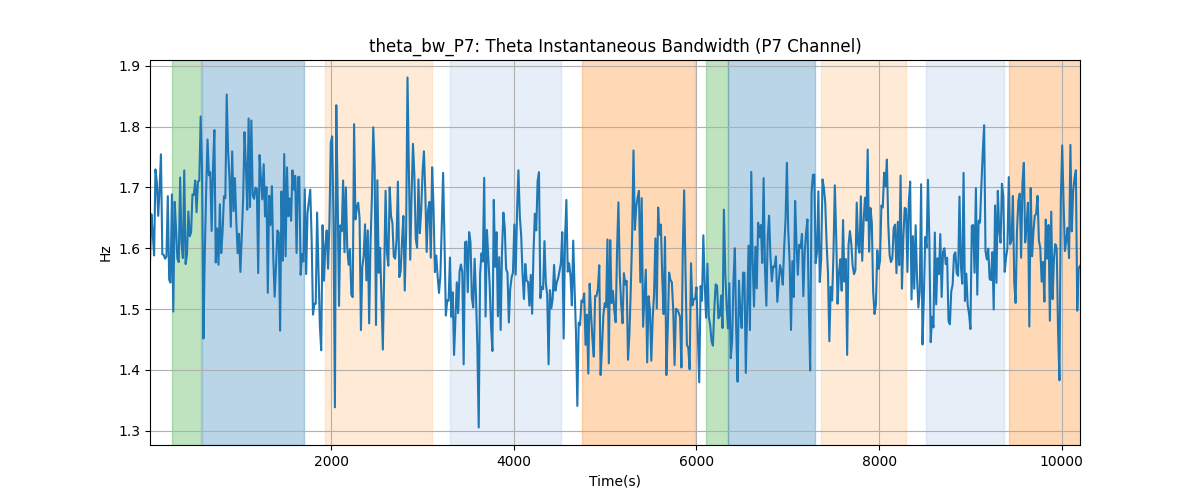 theta_bw_P7: Theta Instantaneous Bandwidth (P7 Channel)
1.9
1.8
1.7
1.6
1.5
1.4
1.3
Hz
2000 4000 6000 8000 10000
Time(s)